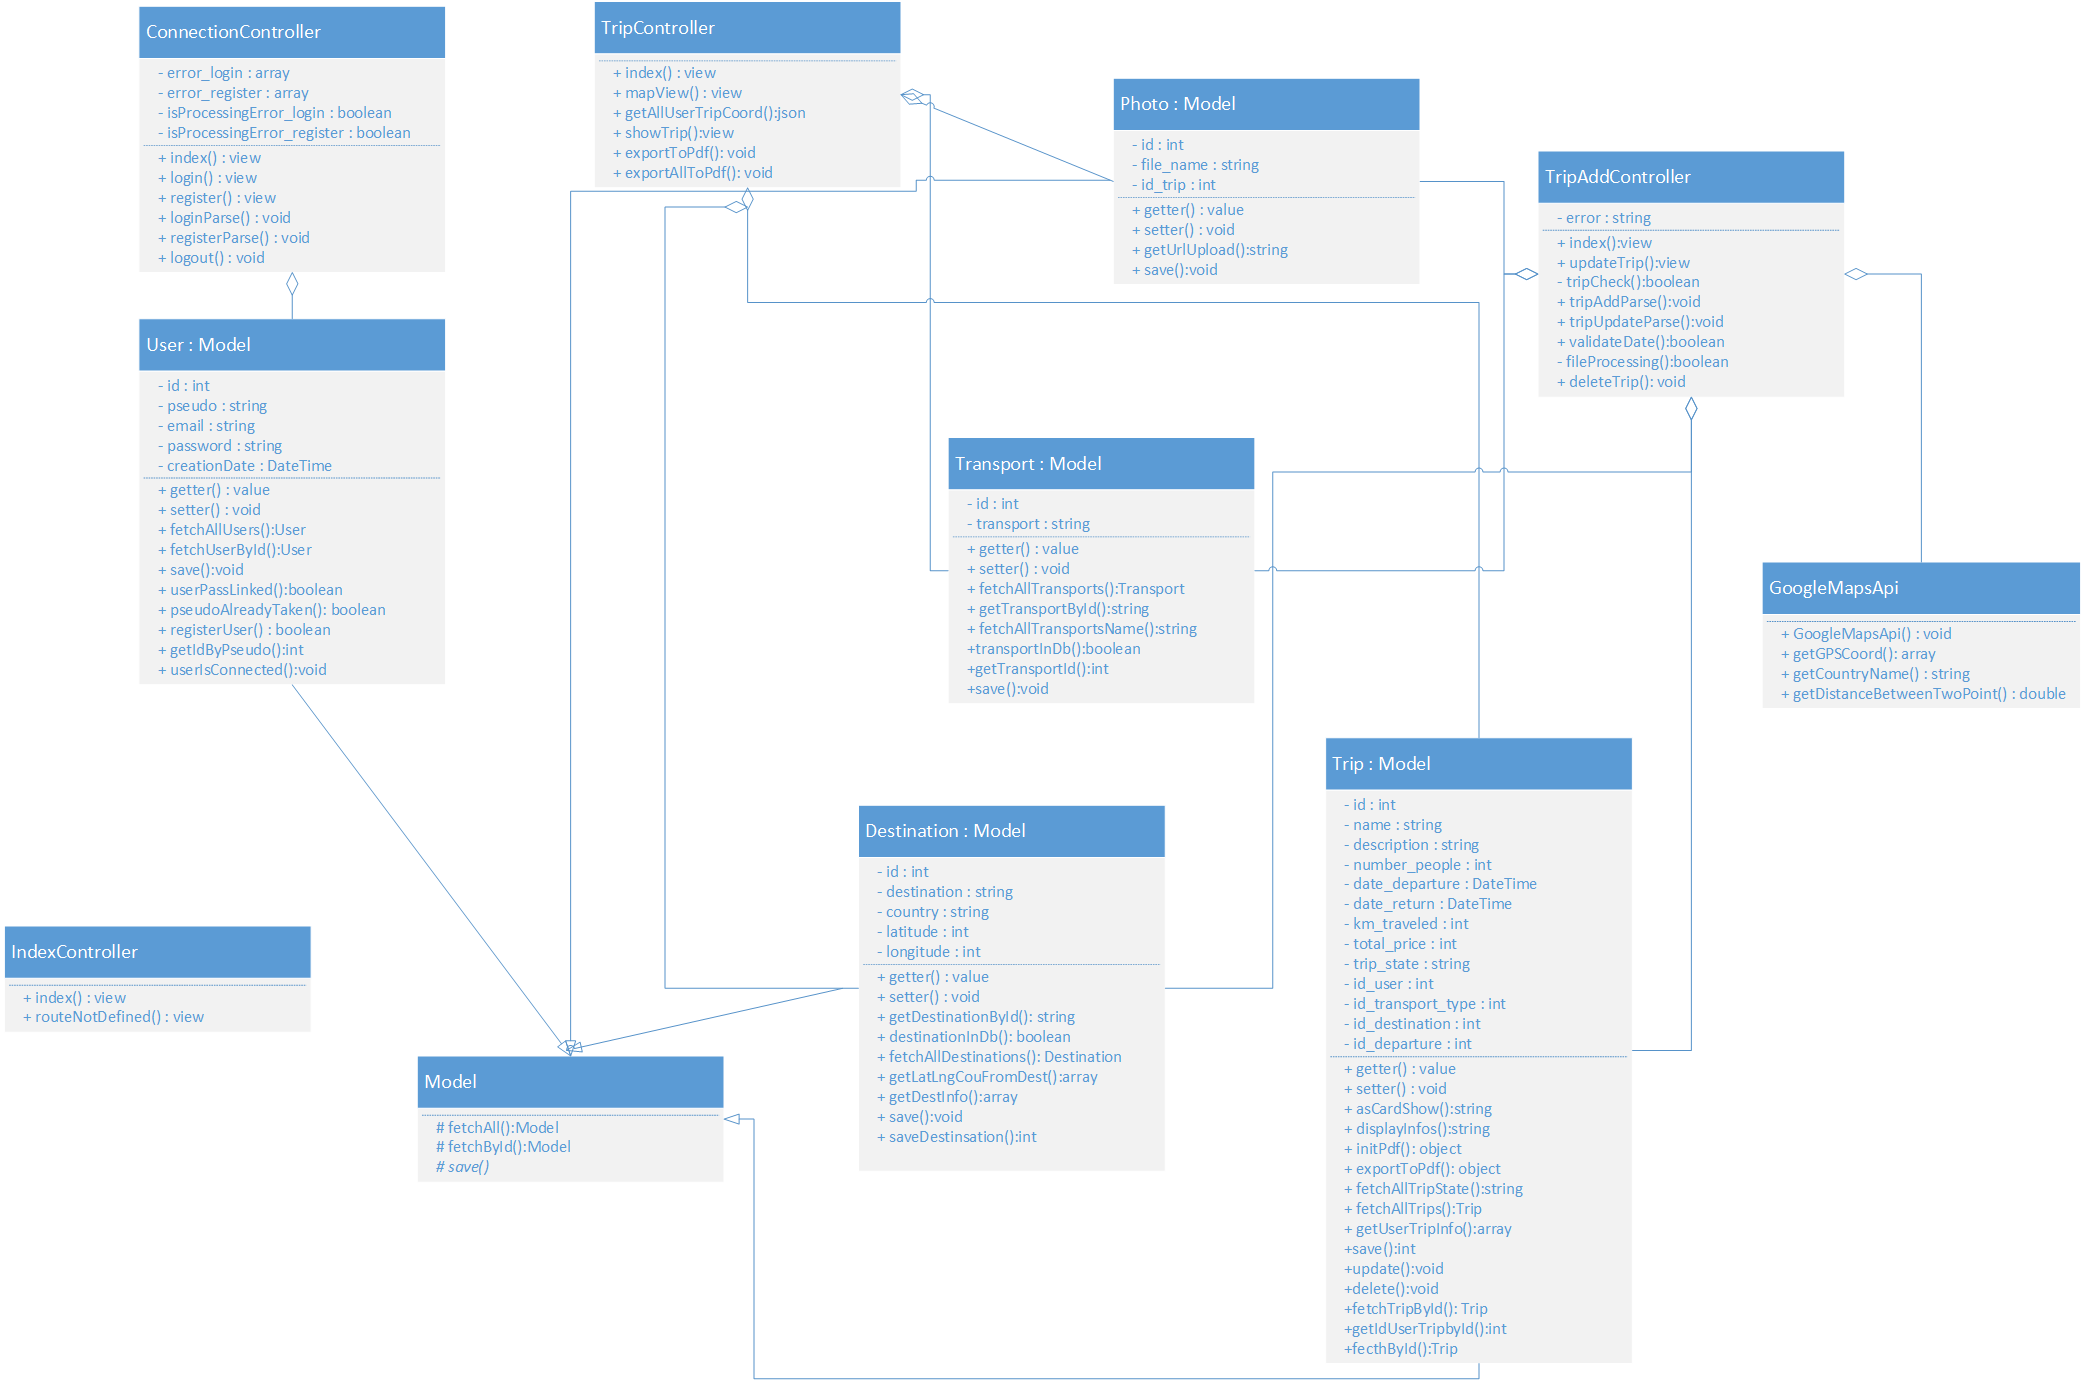 ConnectionController
- error_login : array
- error_register : array
- isProcessingError_login : boolean
- isProcessingError_register : boolean
+ index() : view
+ login() : view
+ register() : view
+ loginParse() : void
+ registerParse() : void
+ logout() : void
TripController
+ index() : view
+ mapView() : view
+ getAllUserTripCoord():json
+ showTrip():view
+ exportToPdf(): void
+ exportAllToPdf(): void
Photo : Model
- id : int
- file_name : string
- id_trip : int
+ getter() : value
+ setter() : void
+ getUrlUpload():string
+ save():void
TripAddController
- error : string
+ index():view
+ updateTrip():view
- tripCheck():boolean
+ tripAddParse():void
+ tripUpdateParse():void
+ validateDate():boolean
- fileProcessing():boolean
+ deleteTrip(): void
User : Model
- id : int
- pseudo : string
- email : string
- password : string
- creationDate : DateTime
+ getter() : value
+ setter() : void
+ fetchAllUsers():User
+ fetchUserById():User
+ save():void
+ userPassLinked():boolean
+ pseudoAlreadyTaken(): boolean
+ registerUser() : boolean
+ getIdByPseudo():int
+ userIsConnected():void
Transport : Model
- id : int
- transport : string
+ getter() : value
+ setter() : void
+ fetchAllTransports():Transport
+ getTransportById():string
+ fetchAllTransportsName():string
+transportInDb():boolean
+getTransportId():int
+save():void
GoogleMapsApi
+ GoogleMapsApi() : void
+ getGPSCoord(): array
+ getCountryName() : string
+ getDistanceBetweenTwoPoint() : double
Trip : Model
- id : int
- name : string
- description : string
- number_people : int
- date_departure : DateTime
- date_return : DateTime
- km_traveled : int
- total_price : int
- trip_state : string
- id_user : int
- id_transport_type : int
- id_destination : int
- id_departure : int
+ getter() : value
+ setter() : void
+ asCardShow():string
+ displayInfos():string
+ initPdf(): object
+ exportToPdf(): object
+ fetchAllTripState():string
+ fetchAllTrips():Trip
+ getUserTripInfo():array
+save():int
+update():void
+delete():void
+fetchTripById(): Trip
+getIdUserTripbyId():int
+fecthById():Trip
Destination : Model
- id : int
- destination : string
- country : string
- latitude : int
- longitude : int
+ getter() : value
+ setter() : void
+ getDestinationById(): string
+ destinationInDb(): boolean
+ fetchAllDestinations(): Destination
+ getLatLngCouFromDest():array
+ getDestInfo():array
+ save():void
+ saveDestinsation():int
IndexController
+ index() : view
+ routeNotDefined() : view
Model
# fetchAll():Model
# fetchById():Model
# save()